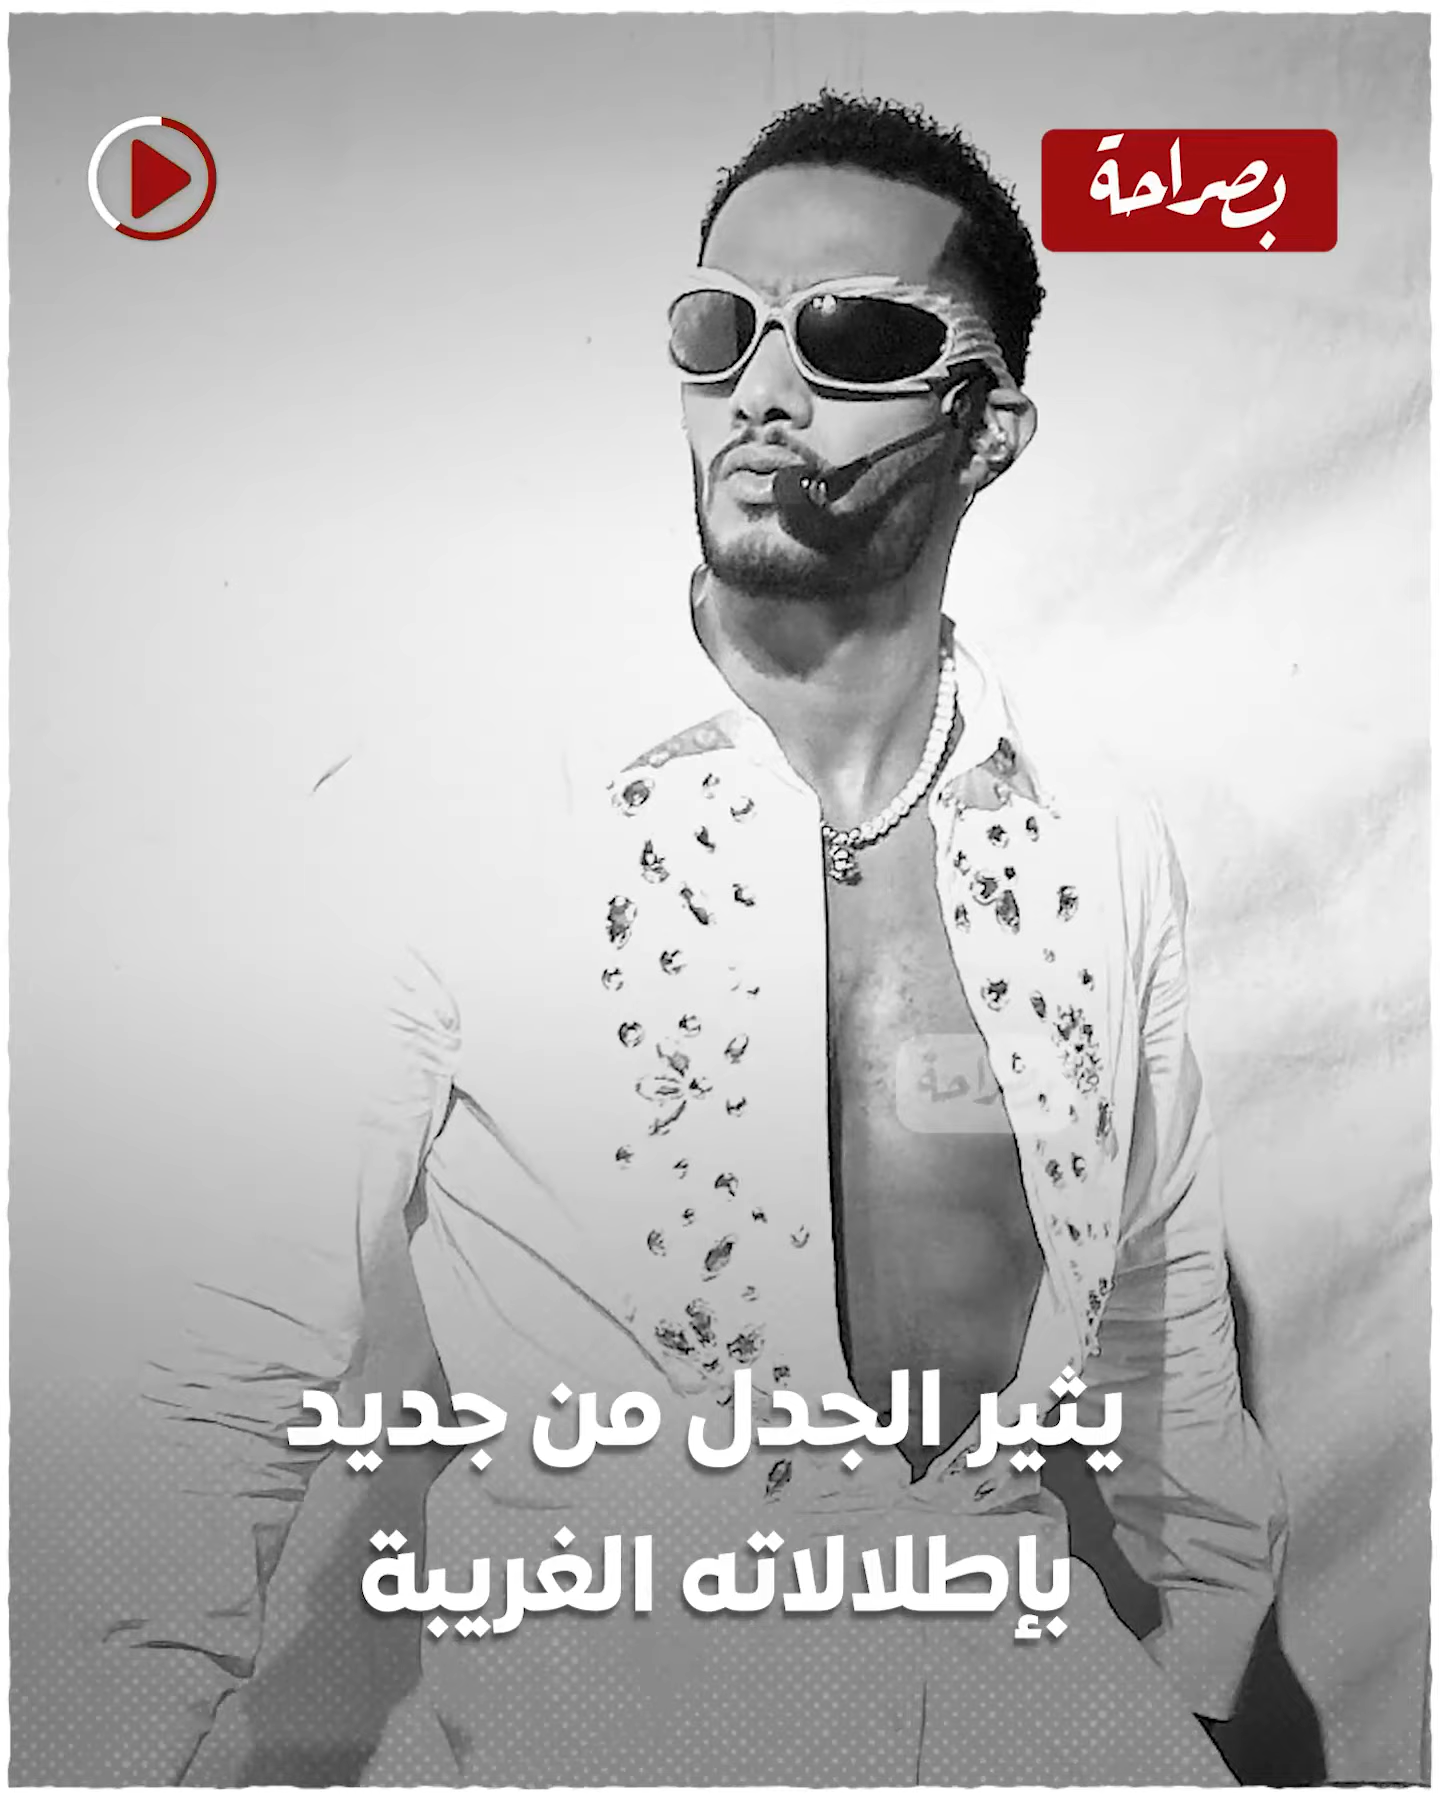 بصراحة
يثير الجدل من جديد
بإطلالاته الغريبة